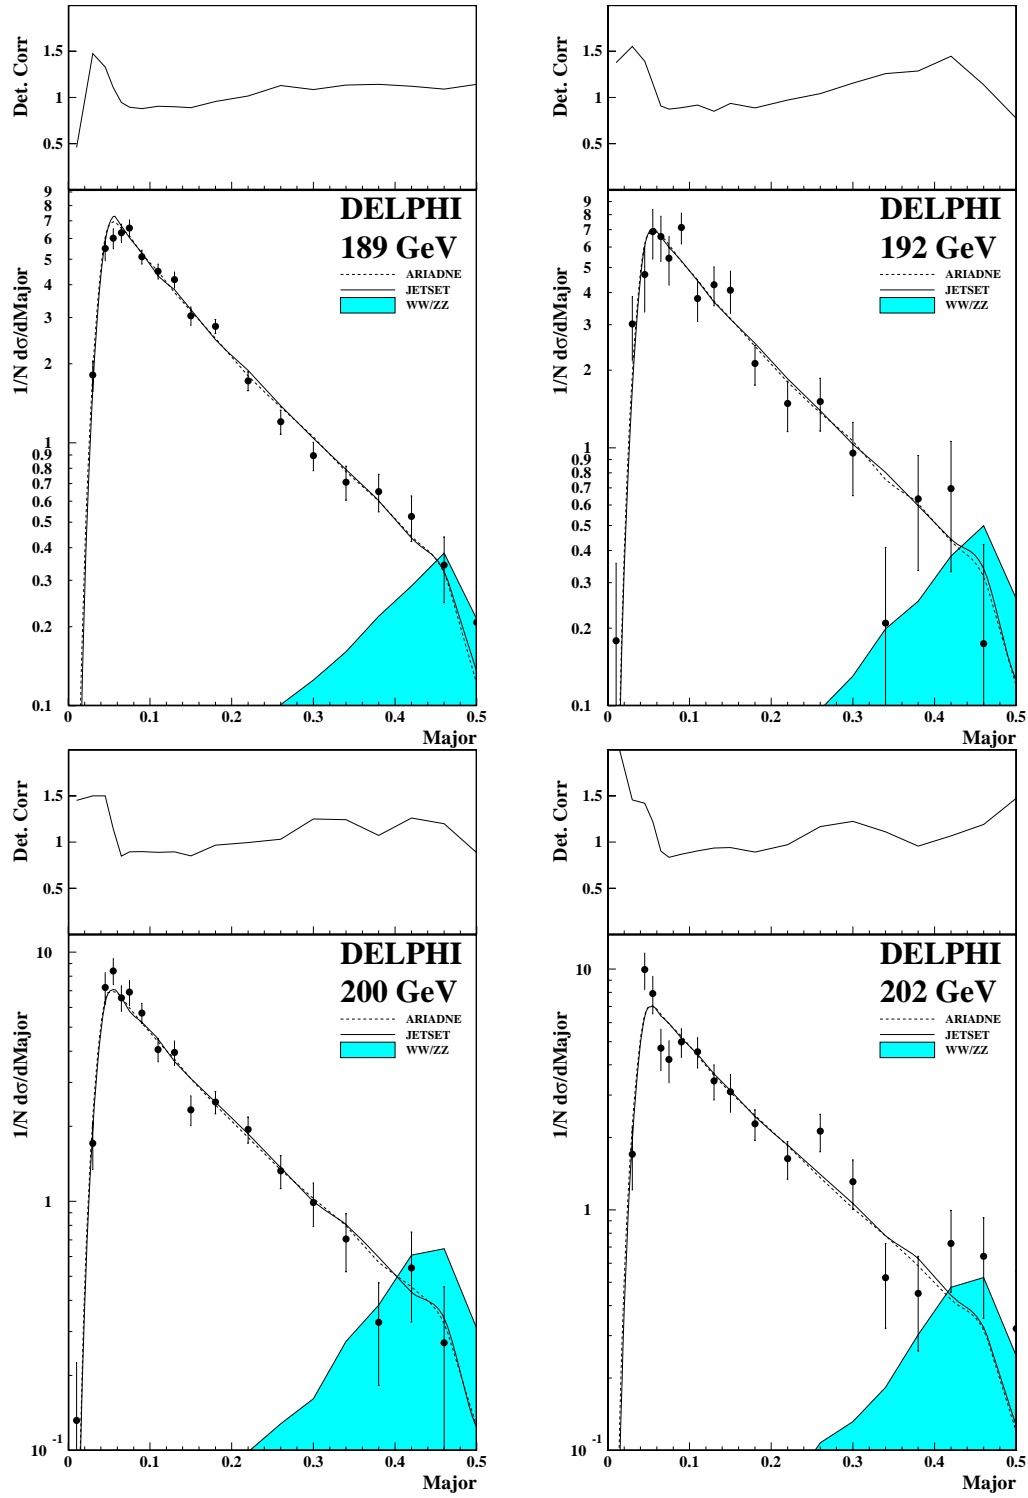 Det. Corr
1.5
1
0.5
1/N dσ/dMajor
9
8
7
6
5
4
3
2
1
0.9
0.8
0.7
0.6
0.5
0.4
0.3
0.2
0.1
DELPHI
189 GeV
ARIADNE
JETSET
WW/ZZ
0 0.1 0.2 0.3 0.4 0.5
Major
Det. Corr
1.5
1
0.5
1/N dσ/dMajor
9
8
7
6
5
4
3
2
1
0.9
0.8
0.7
0.6
0.5
0.4
0.3
0.2
0.1
DELPHI
192 GeV
ARIADNE
JETSET
WW/ZZ
0 0.1 0.2 0.3 0.4 0.5
Major
Det. Corr
1.5
1
0.5
1/N dσ/dMajor
10
1
10 -1
DELPHI
200 GeV
ARIADNE
JETSET
WW/ZZ
0 0.1 0.2 0.3 0.4 0.5
Major
Det. Corr
1.5
1
0.5
1/N dσ/dMajor
10
1
10 -1
DELPHI
202 GeV
ARIADNE
JETSET
WW/ZZ
0 0.1 0.2 0.3 0.4 0.5
Major